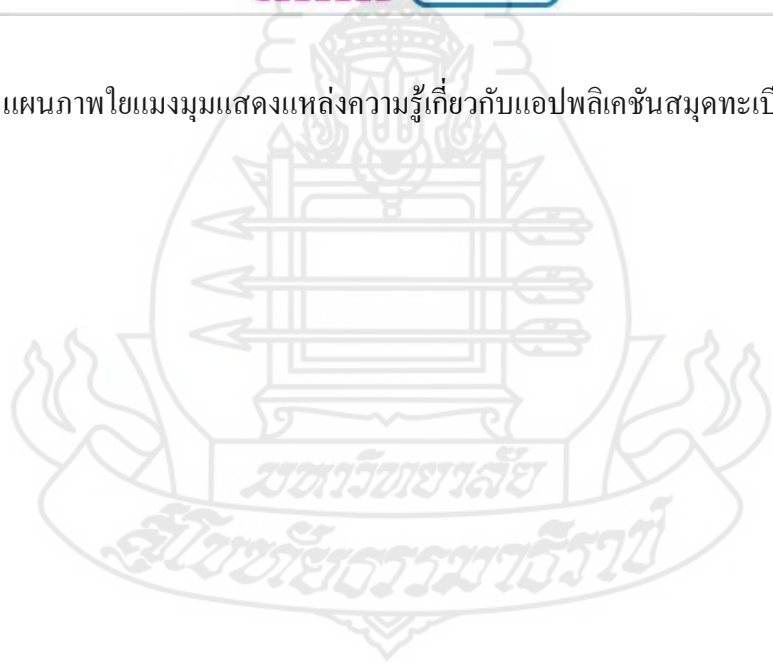 แผนภาพใยแมงมุมแสดงแหล่งความรู้เกี่ยวกับแอปพลิเคชันสมุดทะเบี
มหาวิทยาลัย
สุโขทัยธรรมาธิราช